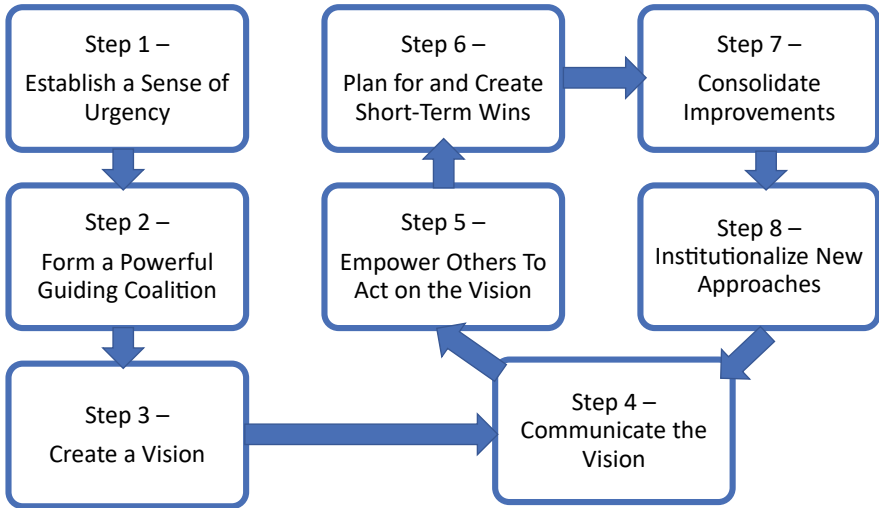 Step 1 –
Establish a Sense of
Urgency
Step 2 –
Form a Powerful
Guiding Coalition
Step 3 –
Create a Vision
Step 4 –
Communicate the
Vision
Step 5 –
Empower Others To
Act on the Vision
Step 6 –
Plan for and Create
Short-Term Wins
Step 7 –
Consolidate
Improvements
Step 8 –
Institutionalize New
Approaches